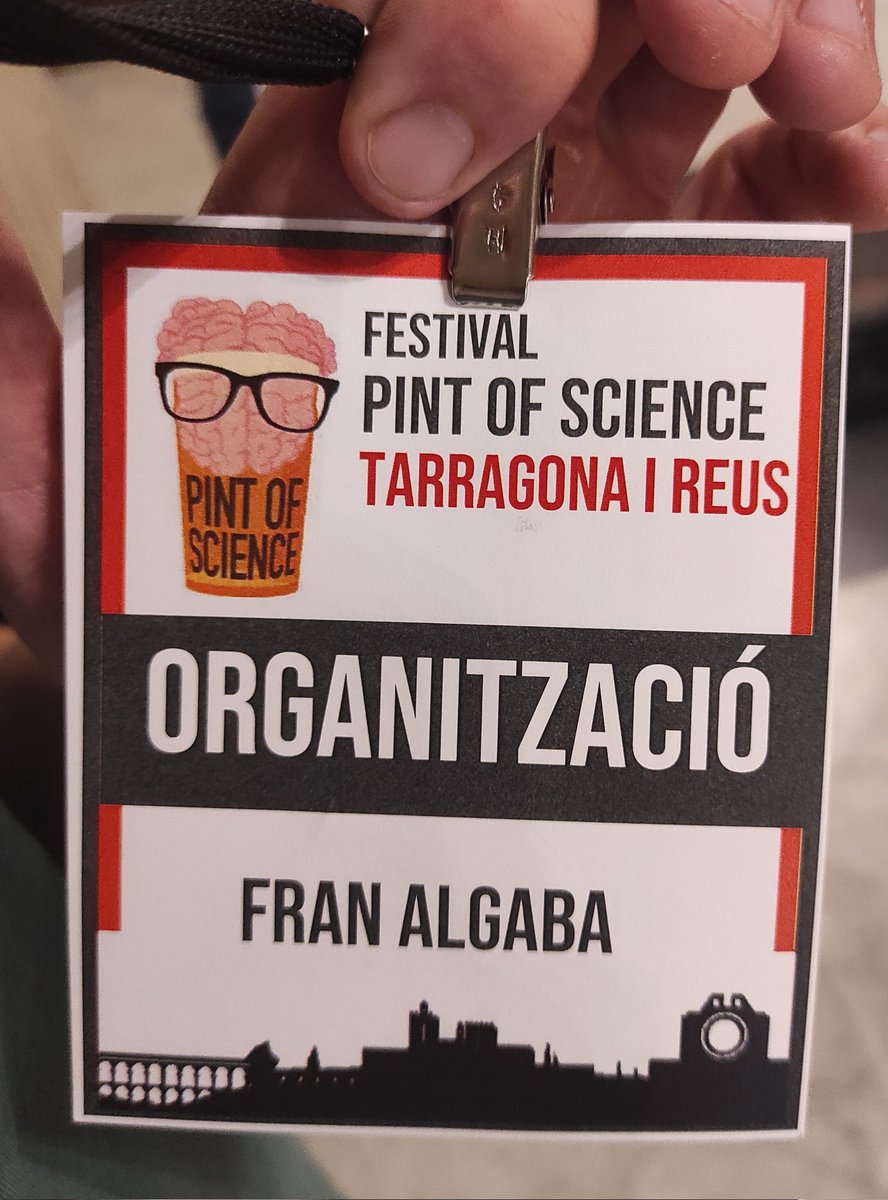 FESTIVAL
PINT OF SCIENCE
TARRAGONA I REUS
PINT OF
SCIENCE
ORGANITZACIÓ
FRAN ALGABA